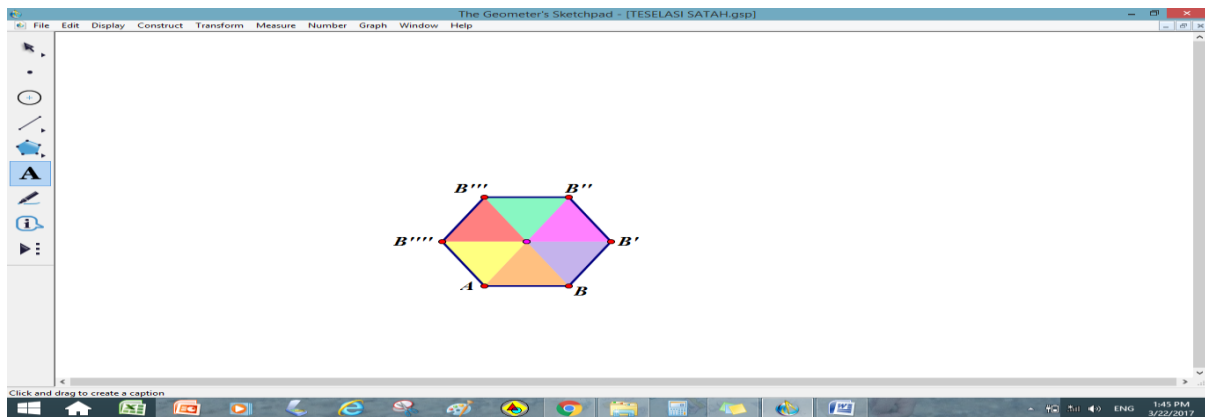 The Geometer's Sketchpad - [TESELASI SATAH.gsp]
File Edit Display Construct Transform Measure Number Graph Window Help
A
B''' B''
B'''' B'
A B
Click and drag to create a caption
ENG 1:45 PM
3/22/2017